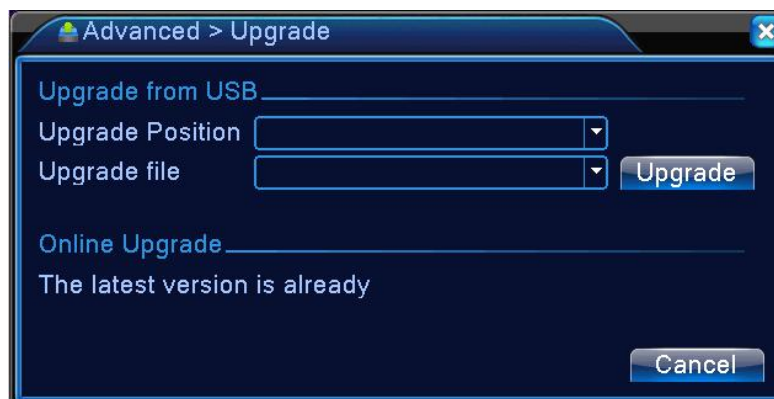 Advanced > Upgrade
Upgrade from USB
Upgrade Position
Upgrade file
Upgrade
Online Upgrade
The latest version is already
Cancel